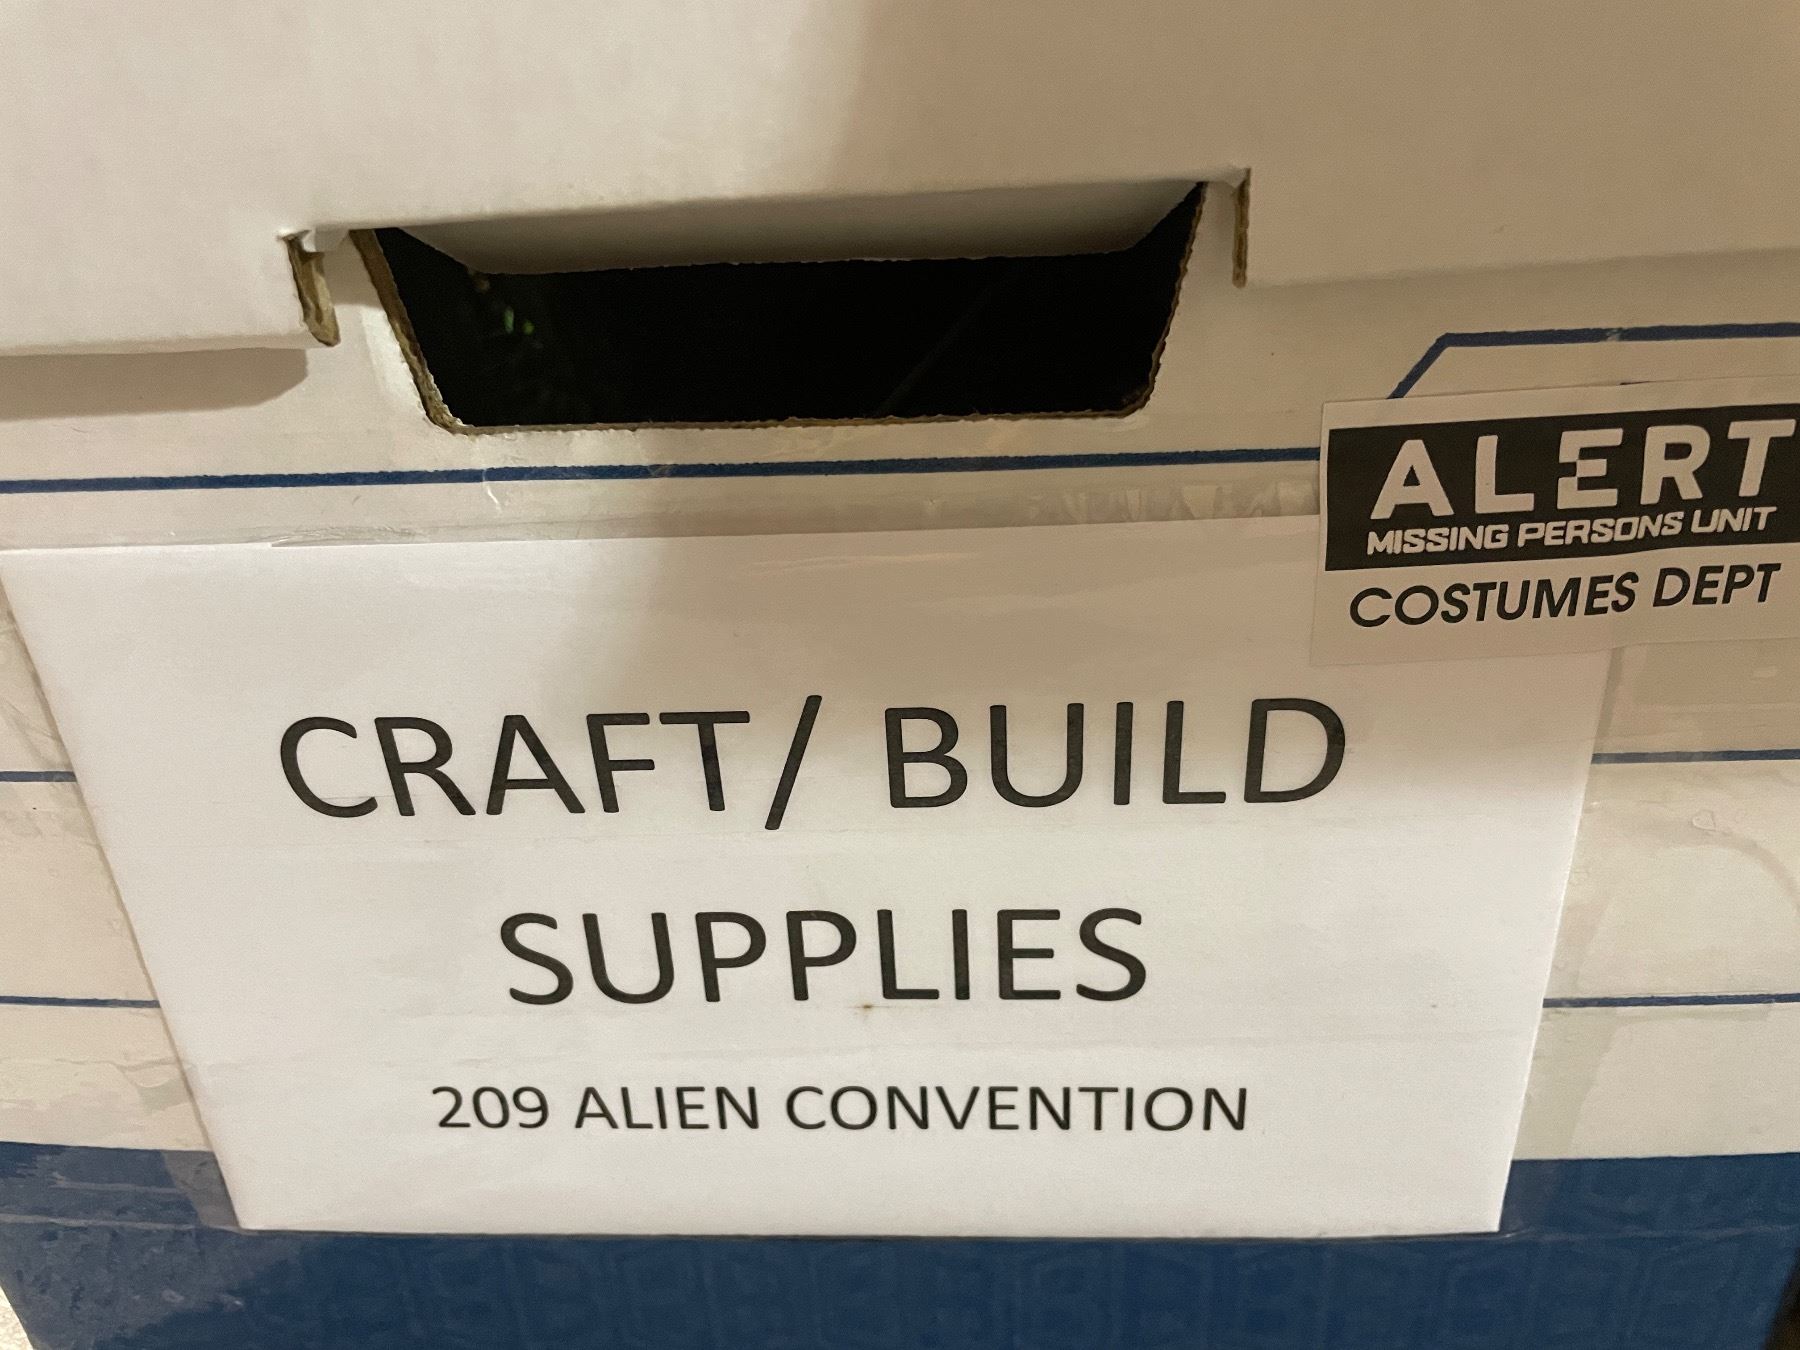 ALERT
MISSING PERSONS UNIT
COSTUMES DEPT
CRAFT/ BUILD
SUPPLIES
209 ALIEN CONVENTION